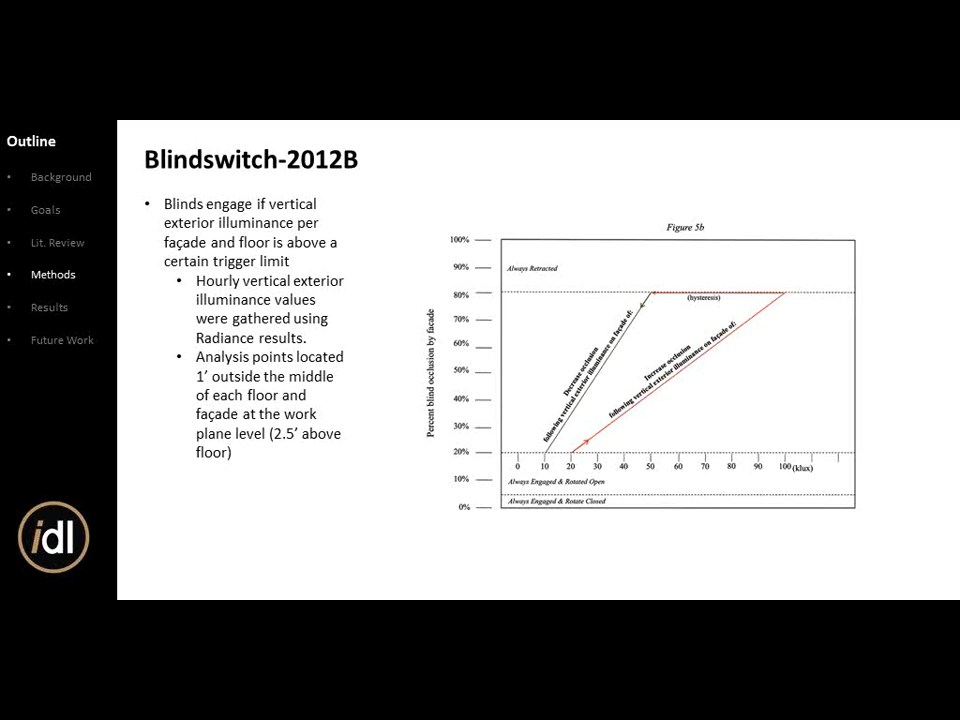 Outline
• Background
• Goals
• Lit. Review
• Methods
• Results
• Future Work
idl
Blindswitch-2012B
• Blinds engage if vertical
exterior illuminance per
façade and floor is above a
certain trigger limit
• Hourly vertical exterior
illuminance values
were gathered using
Radiance results.
• Analysis points located
1’ outside the middle
of each floor and
façade at the work
plane level (2.5’ above
floor)
Figure 5b
Percent blind occlusion by facade
100%
90%
80%
70%
60%
50%
40%
30%
20%
10%
0%
Always Retracted
(hysteresis)
Decrease occlusion
following vertical exterior illuminance on façade of:
Increase occlusion
following vertical exterior illuminance on façade of:
0 10 20 30 40 50 60 70 80 90 100 (klux)
Always Engaged & Rotated Open
Always Engaged & Rotate Closed